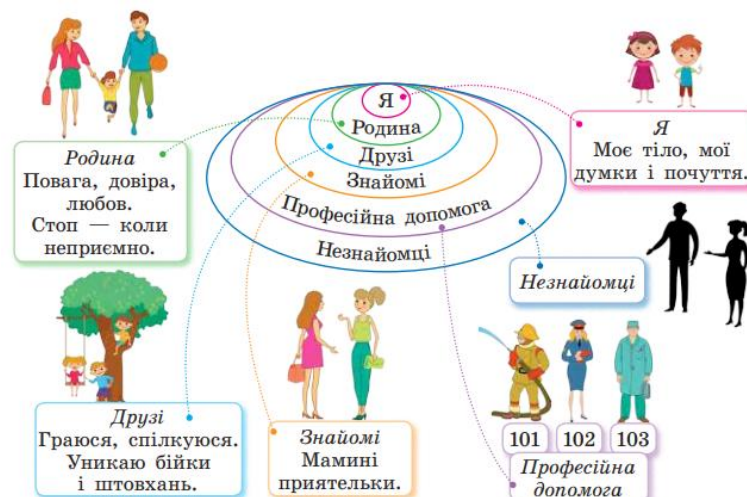 Я
Родина
Друзі
Знайомі
Професійна допомога
Незнайомці
Родина
Повага, довіра,
любов.
Стоп — коли
неприємно.
Я
Моє тіло, мої
думки і почуття.
Незнайомці
Друзі
Граюся, спілкуюся.
Уникаю бійки
і штовхань.
Знайомі
Мамині
приятельки.
101 102 103
Професійна
допомога